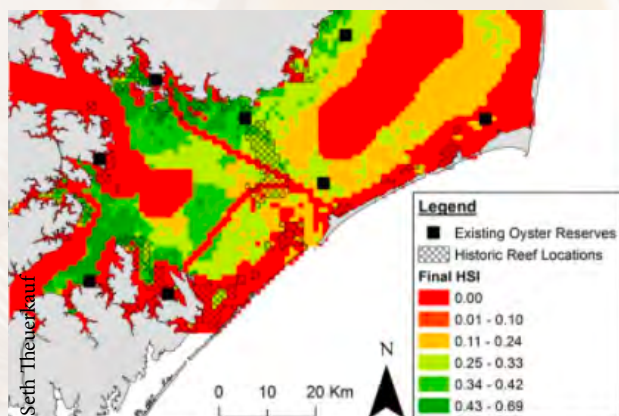 Seth Theuerkauf
N
0 10 20 Km
Legend
Existing Oyster Reserves
Historic Reef Locations
Final HSI
0.00
0.01 - 0.10
0.11 - 0.24
0.25 - 0.33
0.34 - 0.42
0.43 - 0.69